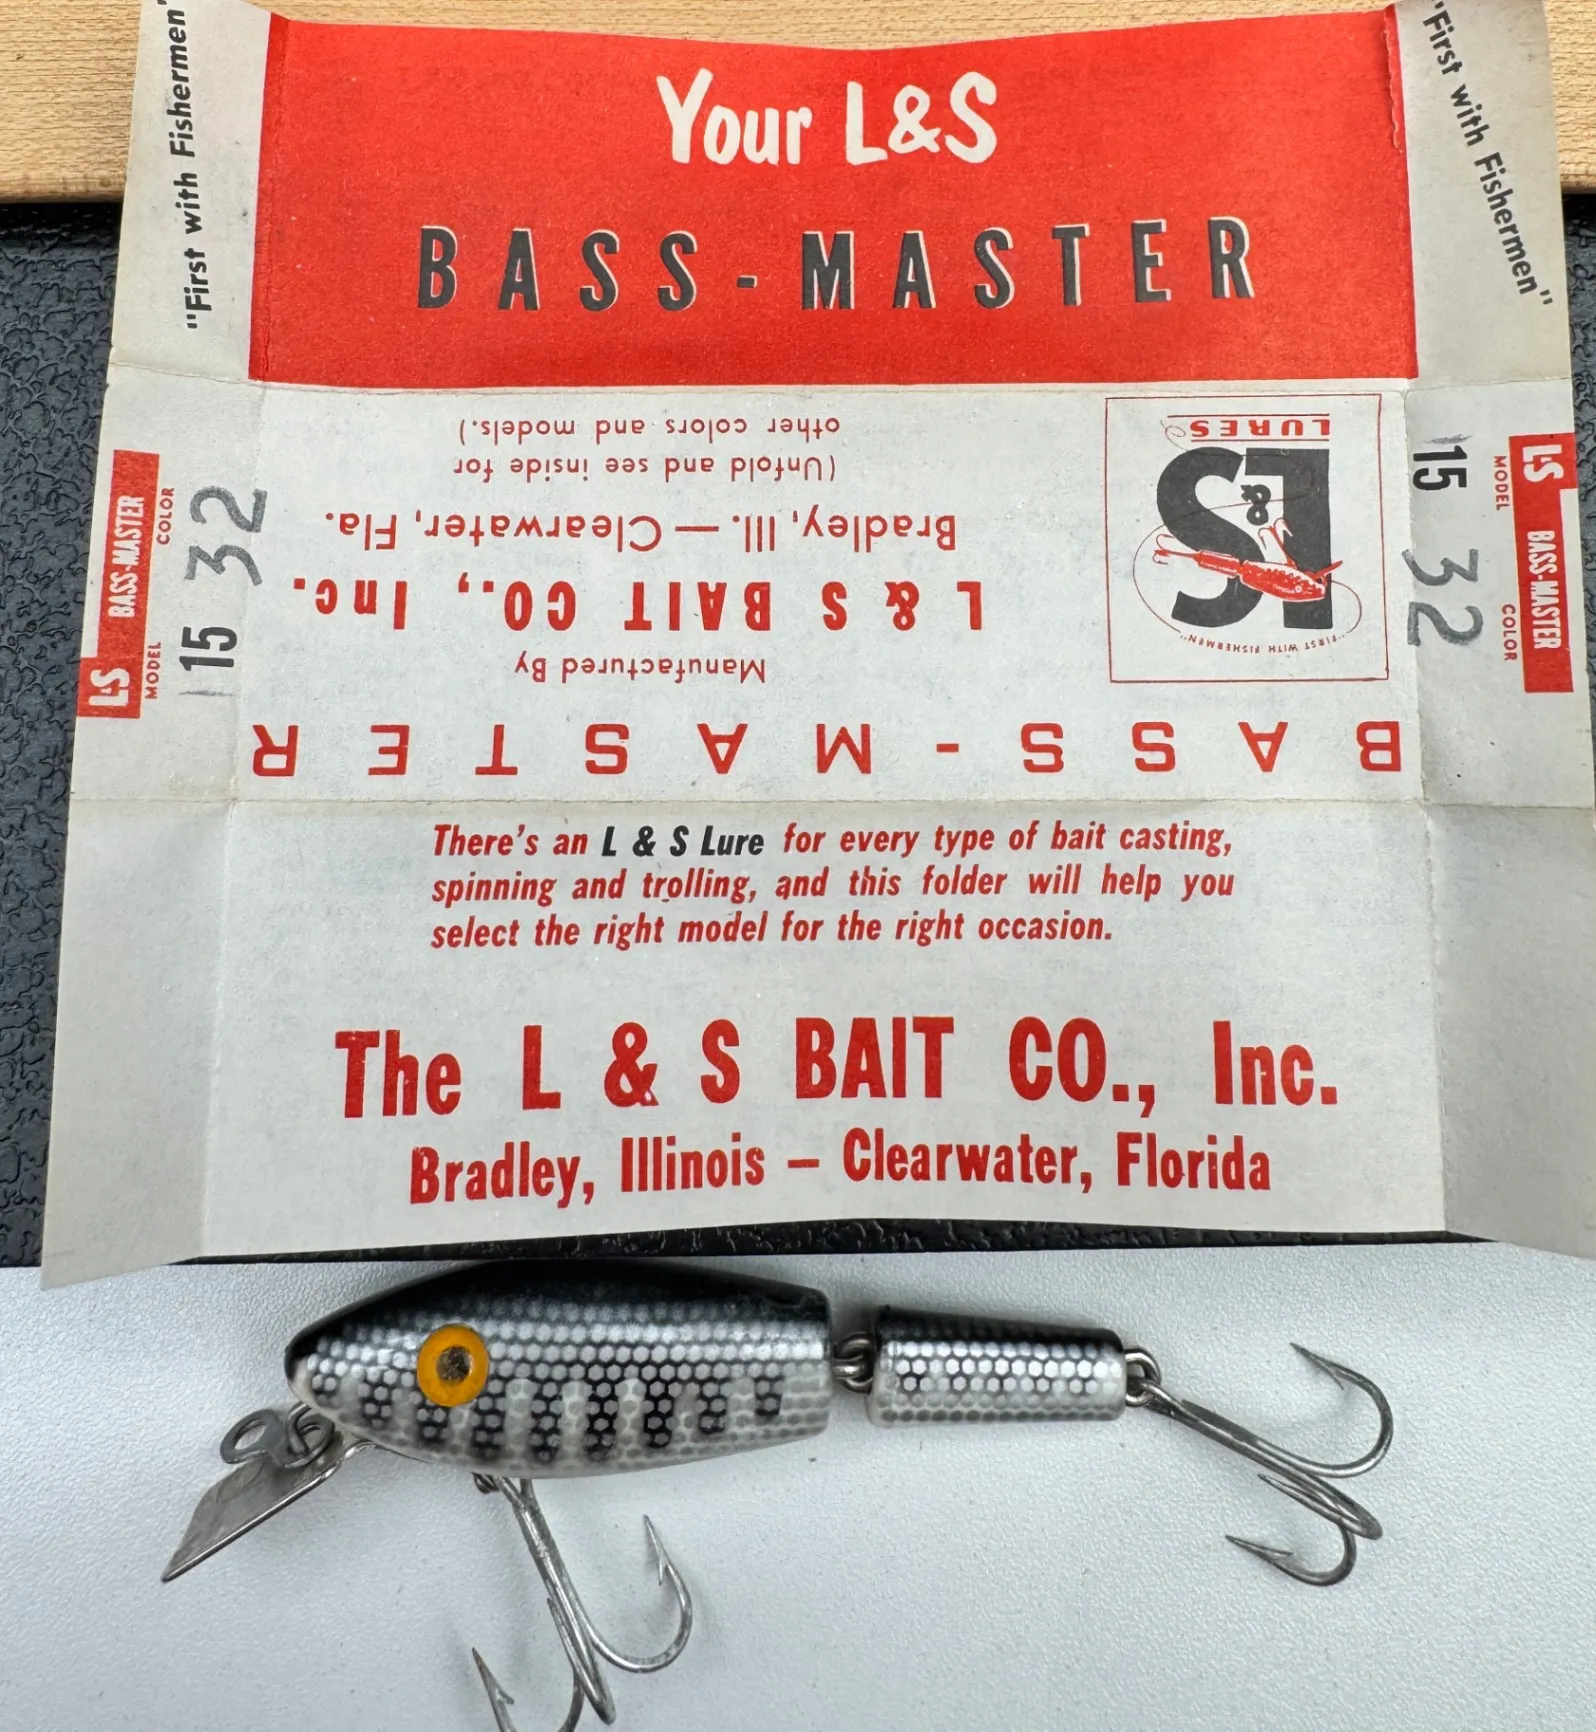 "First with Fishermen"
Your L&S
BASS-MASTER
"First with Fishermen"
L&S BASS-MASTER
MODEL COLOR
15 32
BASS-MASTER
Manufactured By
L & S BAIT CO., Inc.
Bradley, Ill. — Clearwater, Fla.
(Unfold and see inside for
other colors and models.)
"FIRST WITH FISHERMEN"
L&S
LURES
L&S BASS-MASTER
MODEL COLOR
15 32
There's an L & S Lure for every type of bait casting,
spinning and trolling, and this folder will help you
select the right model for the right occasion.
The L & S BAIT CO., Inc.
Bradley, Illinois – Clearwater, Florida